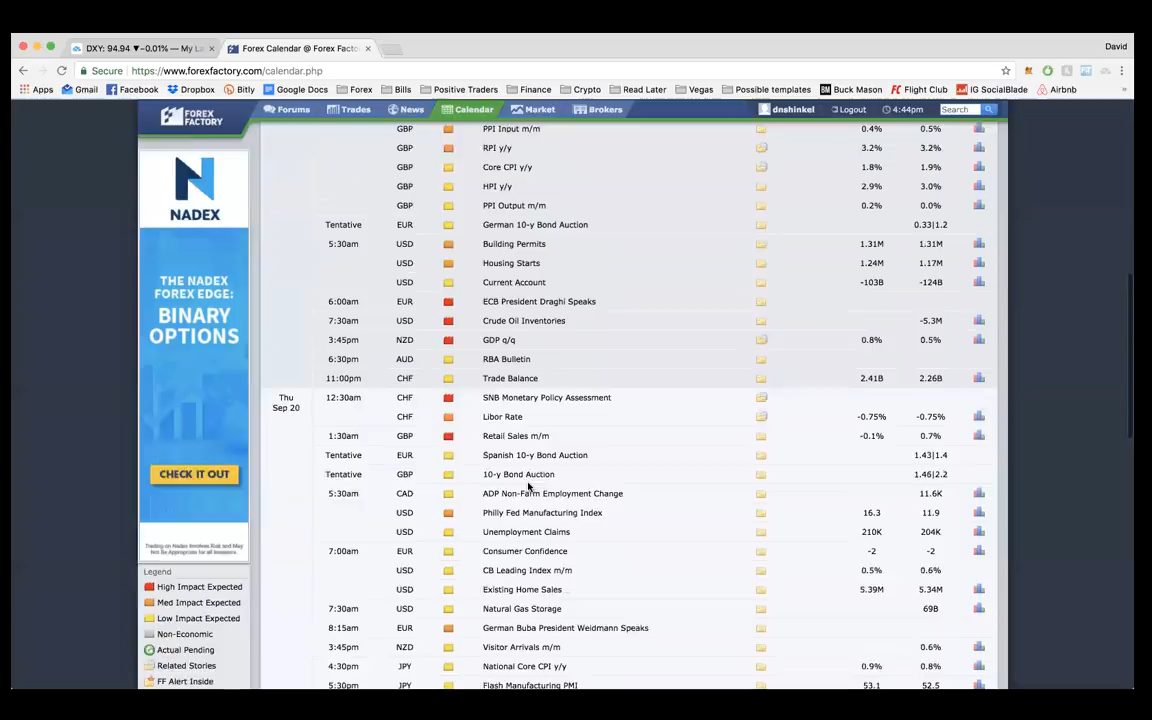 DXY: 94.94 ▼−0.01% — My L
Forex Calendar @ Forex Facto
David
Secure https://www.forexfactory.com/calendar.php
Apps Gmail Facebook Dropbox Bitly Google Docs Forex Bills Positive Traders Finance Crypto Read Later Vegas Possible templates Buck Mason Flight Club IG SocialBlade Airbnb »
FOREX FACTORY
Forums Trades News Calendar Market Brokers dnshinkel Logout 4:44pm Search
GBP PPI Input m/m 0.4% 0.5%
GBP RPI y/y 3.2% 3.2%
GBP Core CPI y/y 1.8% 1.9%
GBP HPI y/y 2.9% 3.0%
GBP PPI Output m/m 0.2% 0.0%
Tentative EUR German 10-y Bond Auction 0.33|1.2
5:30am USD Building Permits 1.31M 1.31M
USD Housing Starts 1.24M 1.17M
USD Current Account -103B -124B
6:00am EUR ECB President Draghi Speaks
7:30am USD Crude Oil Inventories -5.3M
3:45pm NZD GDP q/q 0.8% 0.5%
6:30pm AUD RBA Bulletin
11:00pm CHF Trade Balance 2.41B 2.26B
Thu Sep 20
12:30am CHF SNB Monetary Policy Assessment
CHF Libor Rate -0.75% -0.75%
1:30am GBP Retail Sales m/m -0.1% 0.7%
Tentative EUR Spanish 10-y Bond Auction 1.43|1.4
Tentative GBP 10-y Bond Auction 1.46|2.2
5:30am CAD ADP Non-Farm Employment Change 11.6K
USD Philly Fed Manufacturing Index 16.3 11.9
USD Unemployment Claims 210K 204K
7:00am EUR Consumer Confidence -2 -2
USD CB Leading Index m/m 0.5% 0.6%
USD Existing Home Sales 5.39M 5.34M
7:30am USD Natural Gas Storage 69B
8:15am EUR German Buba President Weidmann Speaks
3:45pm NZD Visitor Arrivals m/m 0.6%
4:30pm JPY National Core CPI y/y 0.9% 0.8%
5:30pm JPY Flash Manufacturing PMI 53.1 52.5
NADEX
THE NADEX
FOREX EDGE:
BINARY
OPTIONS
CHECK IT OUT
Trading on Nadex Involves Risk and May
Not Be Appropriate for all Investors.
Legend
High Impact Expected
Med Impact Expected
Low Impact Expected
Non-Economic
Actual Pending
Related Stories
FF Alert Inside